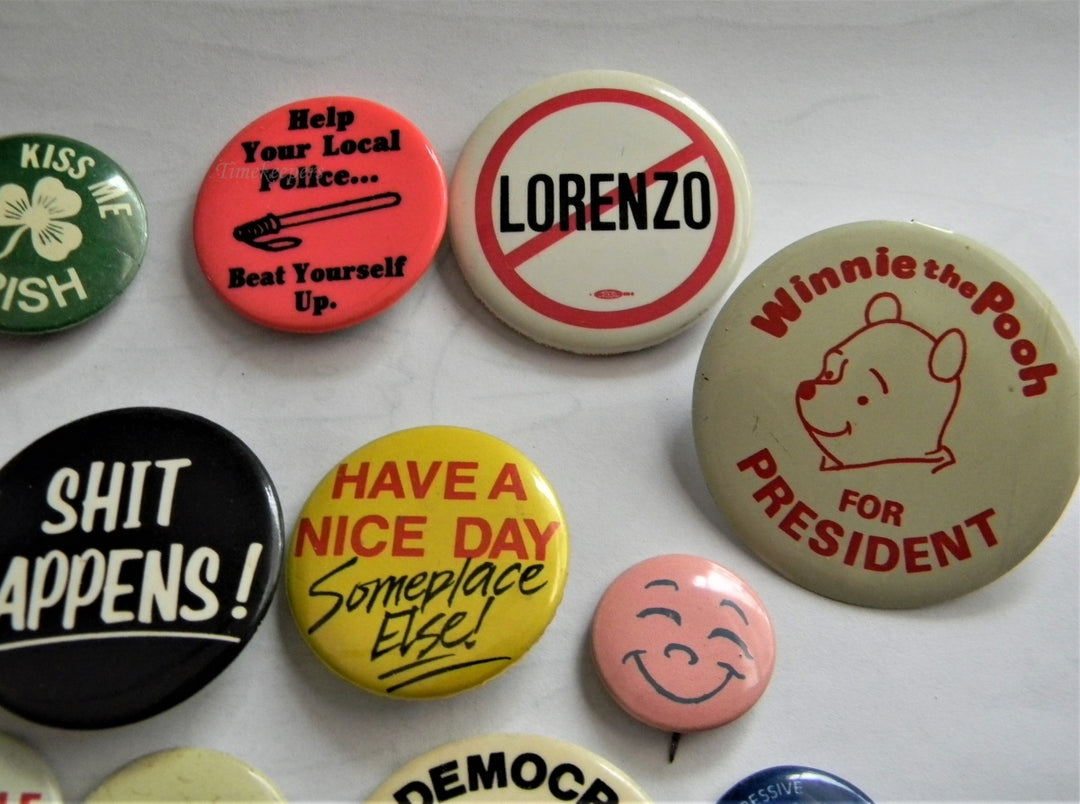 KISS ME
Help
Your Local
Police...
Beat Yourself
Up.
Timekeepers
LORENZO
Winnie the Pooh
FOR
PRESIDENT
SHIT
APPENS!
HAVE A
NICE DAY
Someplace
Else!
DEMOCR
RISH